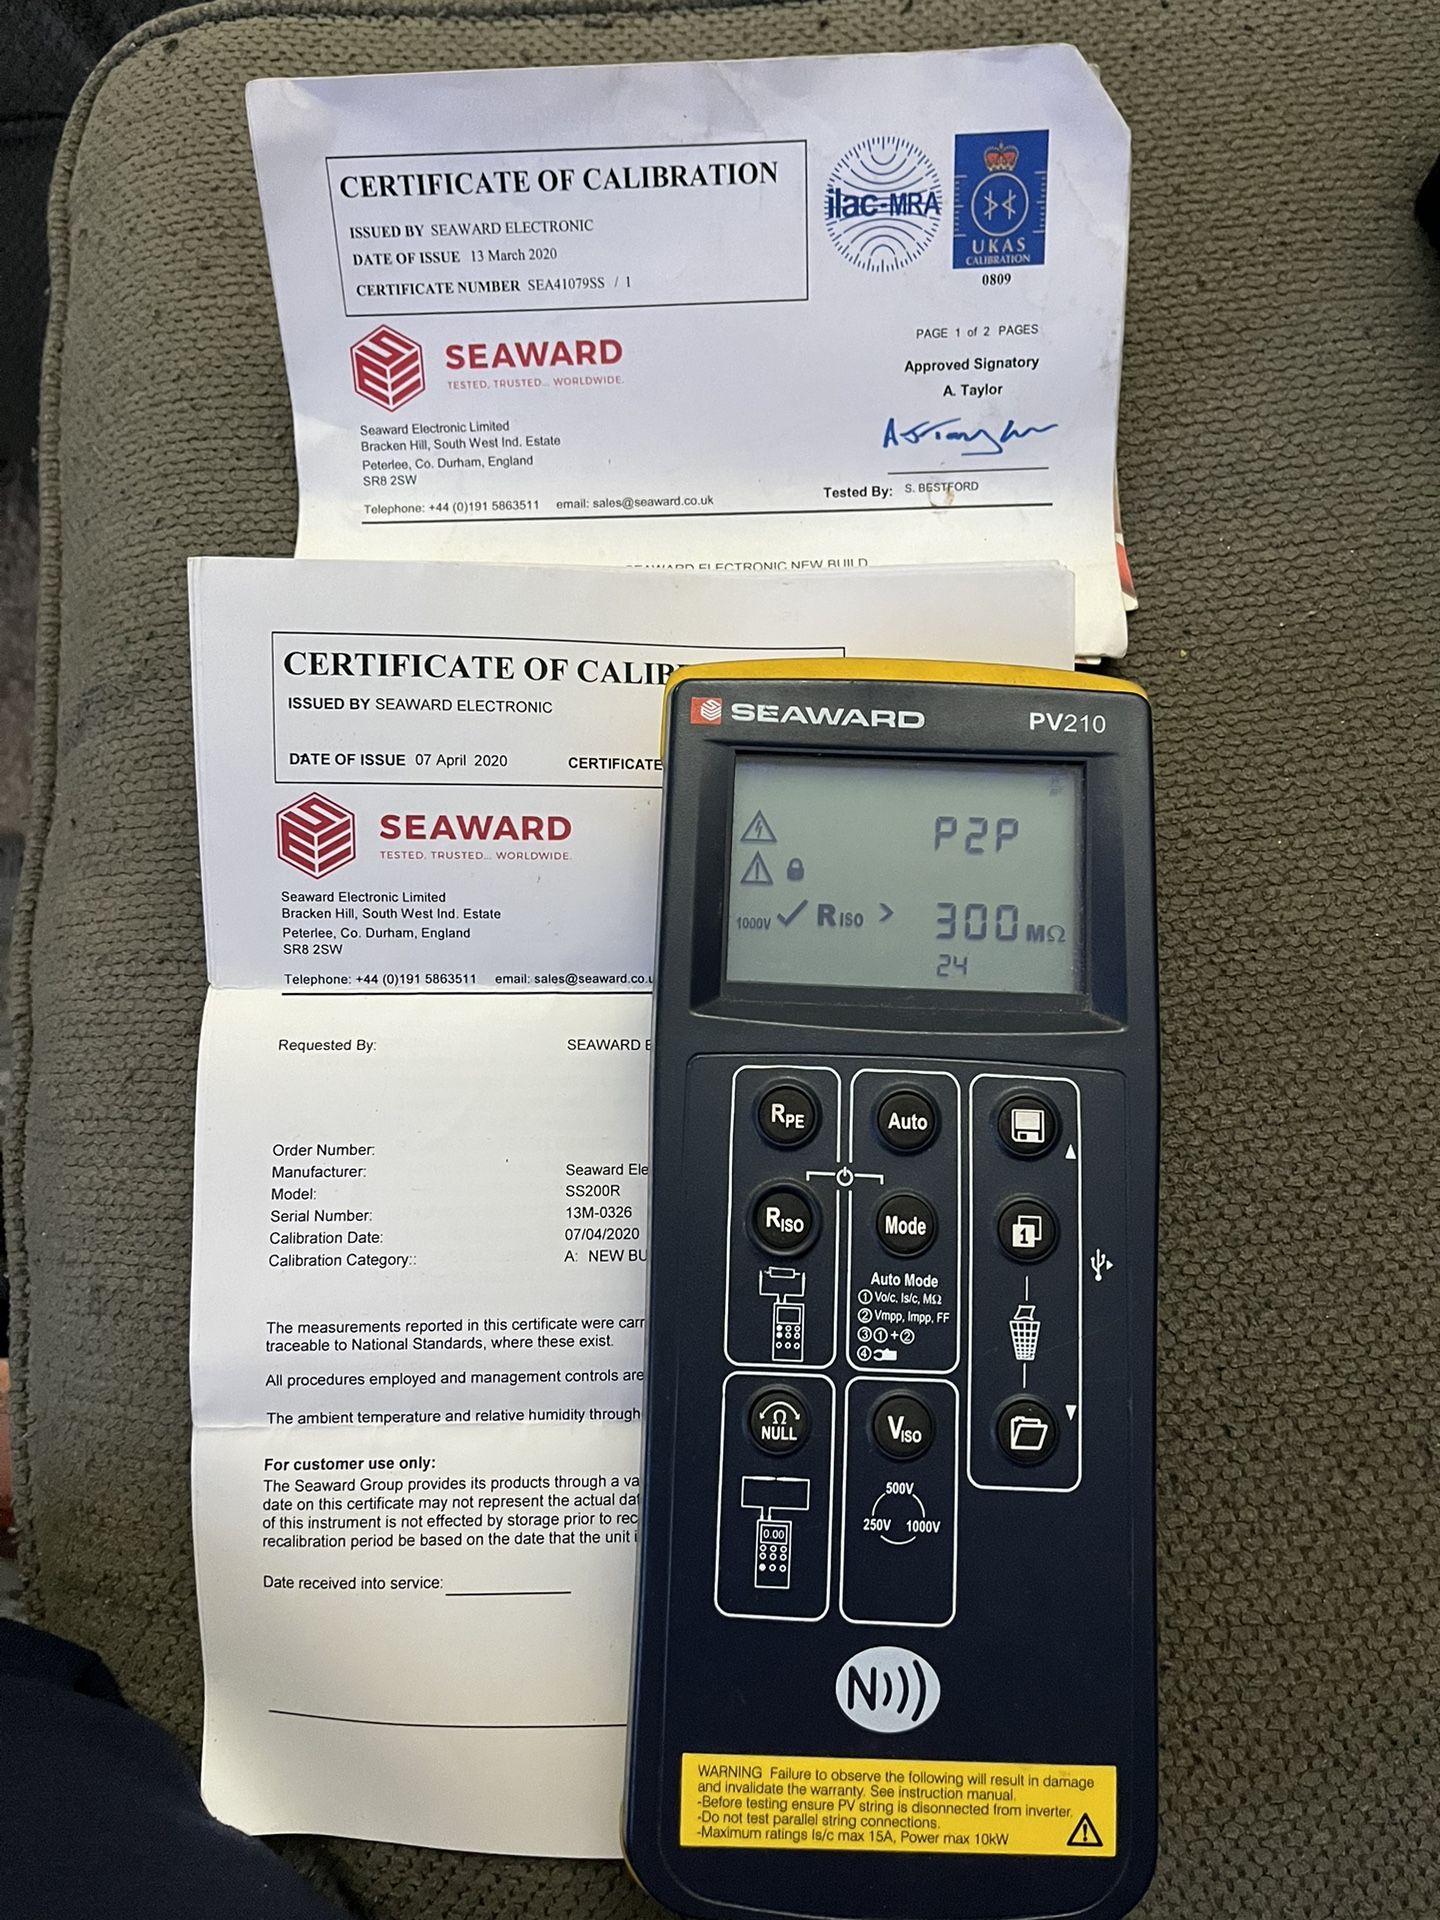 CERTIFICATE OF CALIBRATION
ISSUED BY SEAWARD ELECTRONIC
DATE OF ISSUE 13 March 2020
CERTIFICATE NUMBER SEA41079SS / 1
ilac-MRA
UKAS
CALIBRATION
0809
SEAWARD
TESTED. TRUSTED... WORLDWIDE.
PAGE 1 of 2 PAGES
Approved Signatory
A. Taylor
Seaward Electronic Limited
Bracken Hill, South West Ind. Estate
Peterlee, Co. Durham, England
SR8 2SW
Telephone: +44 (0)191 5863511 email: sales@seaward.co.uk
Tested By: S. BESTFORD
ELECTRONIC NEW BUILD
CERTIFICATE OF CALIB
ISSUED BY SEAWARD ELECTRONIC
DATE OF ISSUE 07 April 2020 CERTIFICATE
SEAWARD
TESTED. TRUSTED... WORLDWIDE.
Seaward Electronic Limited
Bracken Hill, South West Ind. Estate
Peterlee, Co. Durham, England
SR8 2SW
Telephone: +44 (0)191 5863511 email: sales@seaward.co.u
Requested By: SEAWARD E
Order Number:
Manufacturer: Seaward Ele
Model: SS200R
Serial Number: 13M-0326
Calibration Date: 07/04/2020
Calibration Category:: A: NEW BU
The measurements reported in this certificate were carr
traceable to National Standards, where these exist.
All procedures employed and management controls are
The ambient temperature and relative humidity through
For customer use only:
The Seaward Group provides its products through a va
date on this certificate may not represent the actual dat
of this instrument is not effected by storage prior to rec
recalibration period be based on the date that the unit i
Date received into service:
SEAWARD PV210
P2P
1000V ✓ RISO > 300 MΩ
24
RPE
Auto
RISO
Mode
1
Auto Mode
① Vo/c, Is/c, MΩ
② Vmpp, Impp, FF
③ ①+②
④
Ω
NULL
VISO
500V
250V 1000V
0.00
N
WARNING Failure to observe the following will result in damage
and invalidate the warranty. See instruction manual.
-Before testing ensure PV string is disonnected from inverter.
-Do not test parallel string connections.
-Maximum ratings Is/c max 15A, Power max 10kW